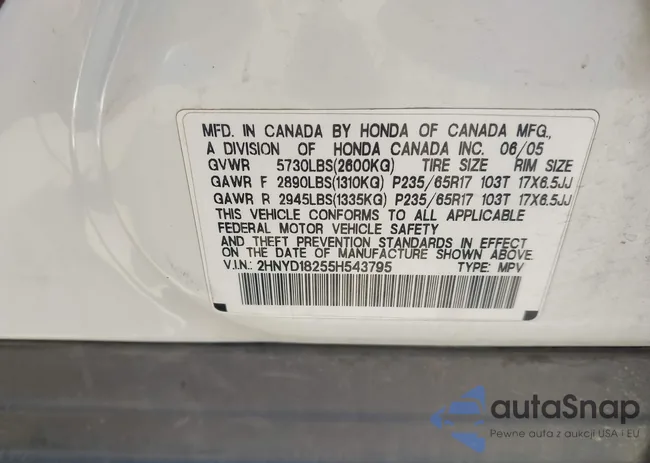 MFD. IN CANADA BY HONDA OF CANADA MFG.,
A DIVISION OF HONDA CANADA INC. 06/05
GVWR 5730LBS(2600KG) TIRE SIZE RIM SIZE
GAWR F 2890LBS(1310KG) P235/65R17 103T 17X6.5JJ
GAWR R 2945LBS(1335KG) P235/65R17 103T 17X6.5JJ
THIS VEHICLE CONFORMS TO ALL APPLICABLE
FEDERAL MOTOR VEHICLE SAFETY
AND THEFT PREVENTION STANDARDS IN EFFECT
ON THE DATE OF MANUFACTURE SHOWN ABOVE.
V.I.N.: 2HNYD18255H543795 TYPE: MPV
autaSnap
Pewne auta z aukcji USA i EU